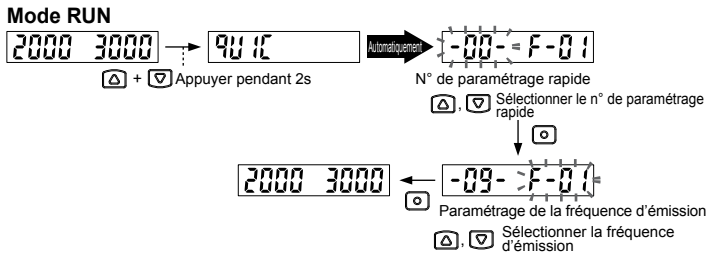 Mode RUN
2000 3000
QUIC
Automatiquement
-00- F-01
+ Appuyer pendant 2s
N° de paramétrage rapide
, Sélectionner le n° de paramétrage
rapide
2000 3000
-09- F-01
Paramétrage de la fréquence d'émission
, Sélectionner la fréquence
d'émission